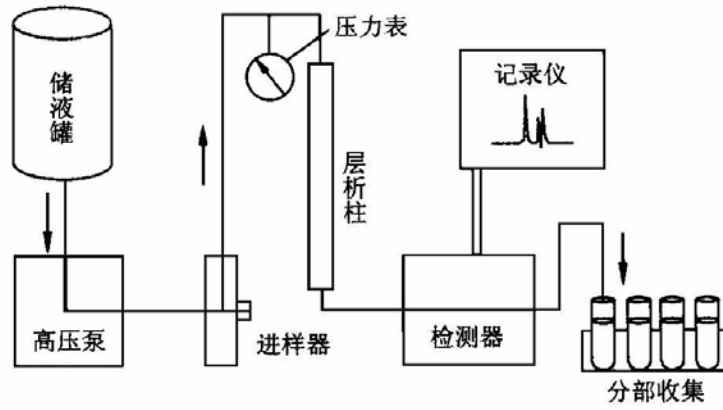 储液罐
压力表
记录仪
层析柱
高压泵
进样器
检测器
分部收集